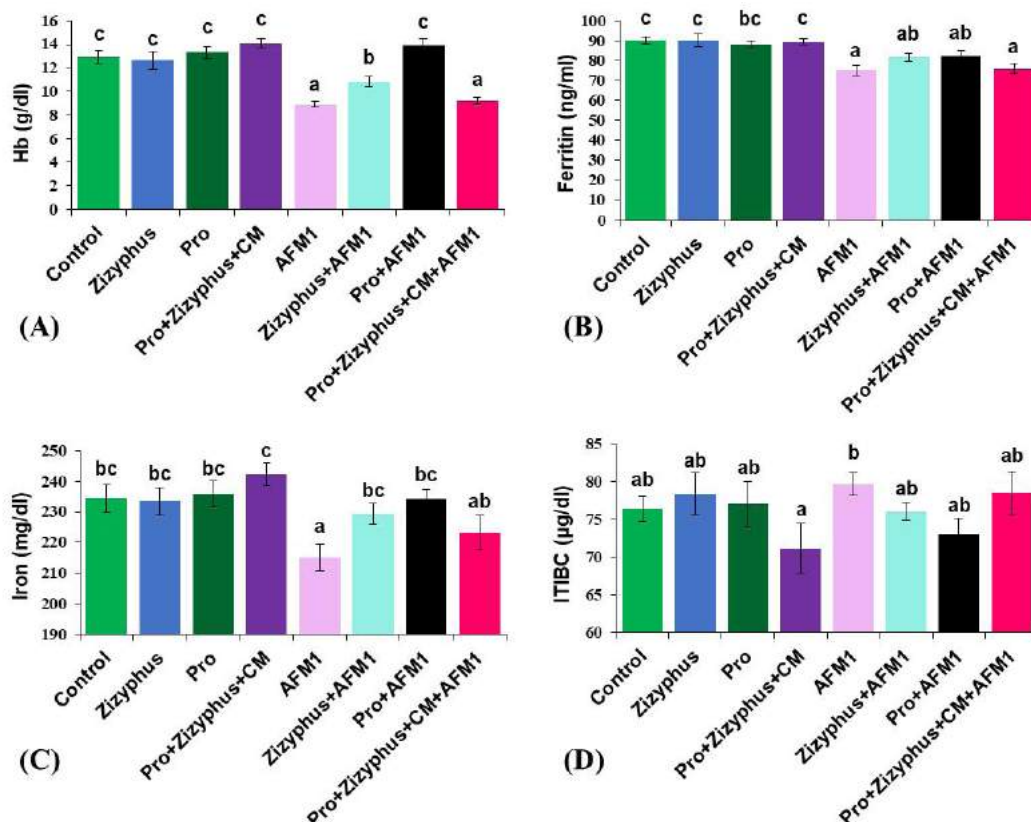 Hb (g/dl)
16
14
12
10
8
6
4
2
0
c
c
c
c
a
b
c
a
Control
Zizyphus
Pro
Pro+Zizyphus+CM
AFM1
Zizyphus+AFM1
Pro+AFM1
Pro+Zizyphus+CM+AFM1
(A)
Ferritin (ng/ml)
100
90
80
70
60
50
40
30
20
10
0
c
c
bc
c
a
ab
ab
a
Control
Zizyphus
Pro
Pro+Zizyphus+CM
AFM1
Zizyphus+AFM1
Pro+AFM1
Pro+Zizyphus+CM+AFM1
(B)
Iron (mg/dl)
250
240
230
220
210
200
190
bc
bc
bc
c
a
bc
bc
ab
Control
Zizyphus
Pro
Pro+Zizyphus+CM
AFM1
Zizyphus+AFM1
Pro+AFM1
Pro+Zizyphus+CM+AFM1
(C)
ITIBC (µg/dl)
85
80
75
70
65
60
ab
ab
ab
a
b
ab
ab
ab
Control
Zizyphus
Pro
Pro+Zizyphus+CM
AFM1
Zizyphus+AFM1
Pro+AFM1
Pro+Zizyphus+CM+AFM1
(D)